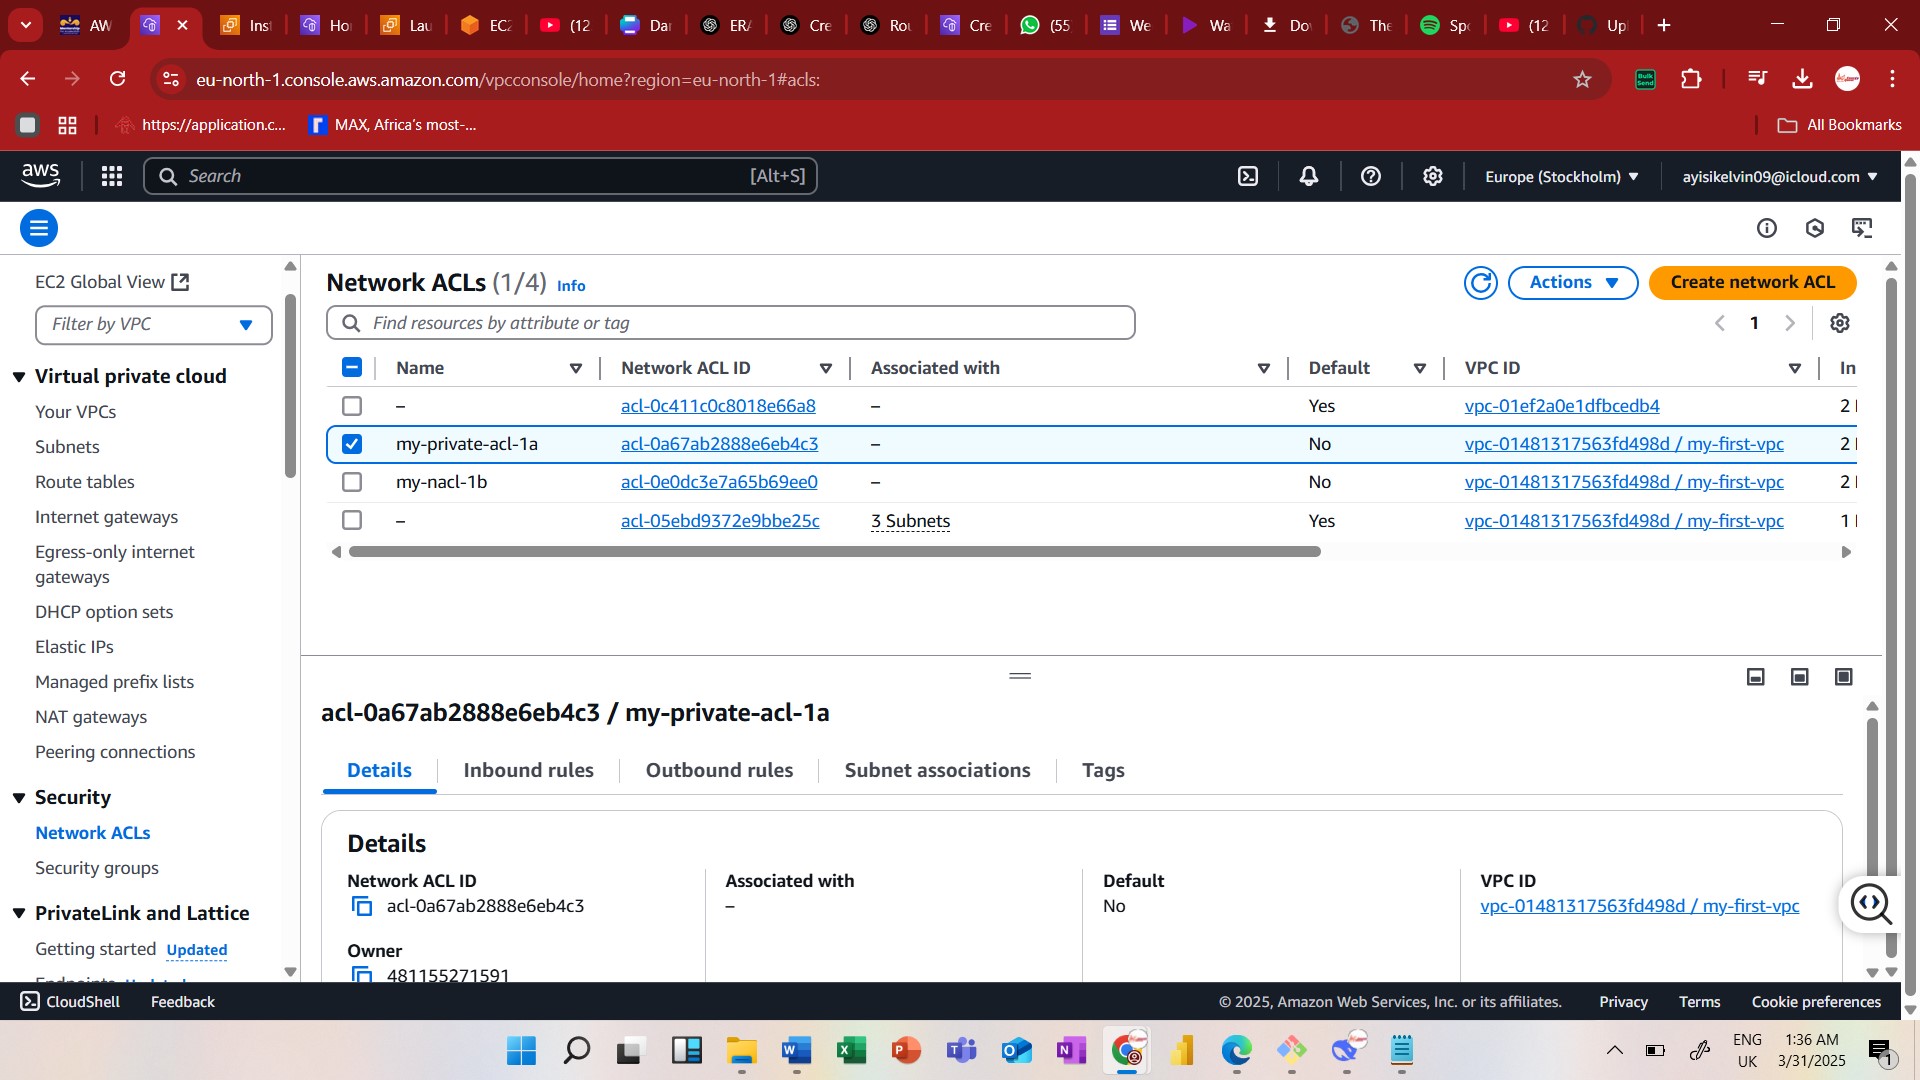 AW
Inst
Ho
Lau
EC2
(12
Dar
ER
Cre
Rou
Cre
(55
We
Wa
Do
The
Sp
(12
Upl
eu-north-1.console.aws.amazon.com/vpcconsole/home?region=eu-north-1#acls:
Bulk Send
https://application.c...
MAX, Africa's most-...
All Bookmarks
aws
Search
[Alt+S]
Europe (Stockholm)
ayisikelvin09@icloud.com
EC2 Global View
Filter by VPC
Virtual private cloud
Your VPCs
Subnets
Route tables
Internet gateways
Egress-only internet
gateways
DHCP option sets
Elastic IPs
Managed prefix lists
NAT gateways
Peering connections
Security
Network ACLs
Security groups
PrivateLink and Lattice
Getting started Updated
Network ACLs (1/4) Info
Actions
Create network ACL
Find resources by attribute or tag
1
Name Network ACL ID Associated with Default VPC ID In
– acl-0c411c0c8018e66a8 – Yes vpc-01ef2a0e1dfbcedb4 2
my-private-acl-1a acl-0a67ab2888e6eb4c3 – No vpc-01481317563fd498d / my-first-vpc 2
my-nacl-1b acl-0e0dc3e7a65b69ee0 – No vpc-01481317563fd498d / my-first-vpc 2
– acl-05ebd9372e9bbe25c 3 Subnets Yes vpc-01481317563fd498d / my-first-vpc 1
acl-0a67ab2888e6eb4c3 / my-private-acl-1a
Details Inbound rules Outbound rules Subnet associations Tags
Details
Network ACL ID
acl-0a67ab2888e6eb4c3
Associated with
–
Default
No
VPC ID
vpc-01481317563fd498d / my-first-vpc
Owner
481155271591
CloudShell Feedback
© 2025, Amazon Web Services, Inc. or its affiliates. Privacy Terms Cookie preferences
ENG
UK
1:36 AM
3/31/2025
1